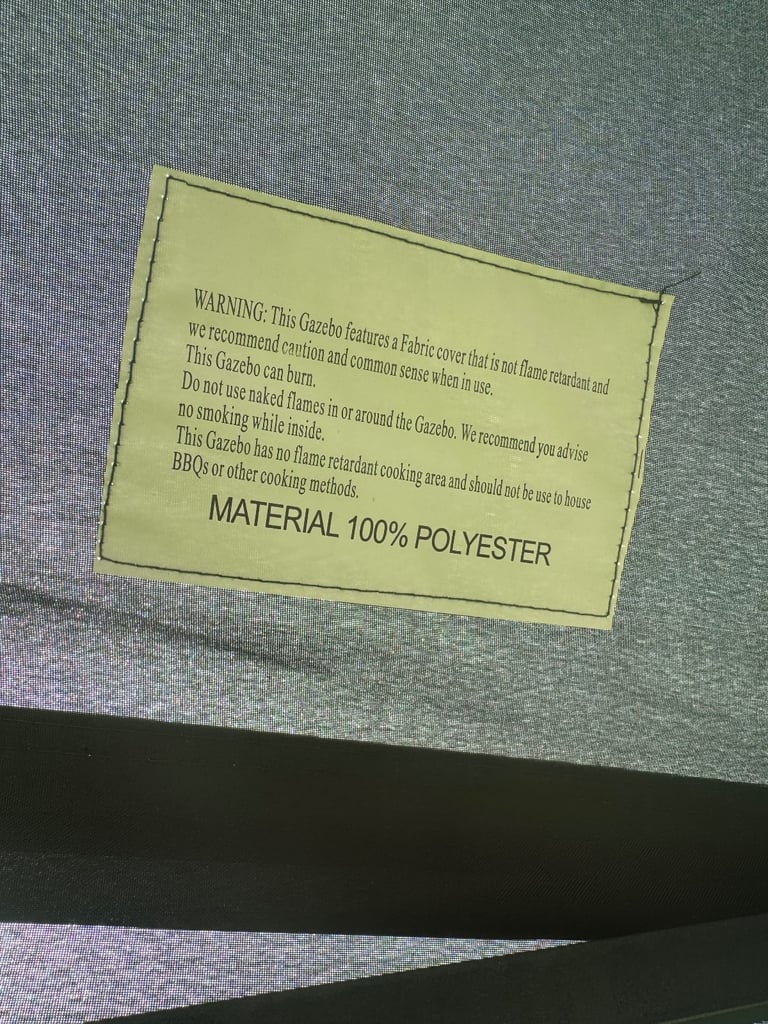 WARNING: This Gazebo features a Fabric cover that is not flame retardant and
we recommend caution and common sense when in use.
This Gazebo can burn.
Do not use naked flames in or around the Gazebo. We recommend you advise
no smoking while inside.
This Gazebo has no flame retardant cooking area and should not be use to house
BBQs or other cooking methods.
MATERIAL 100% POLYESTER